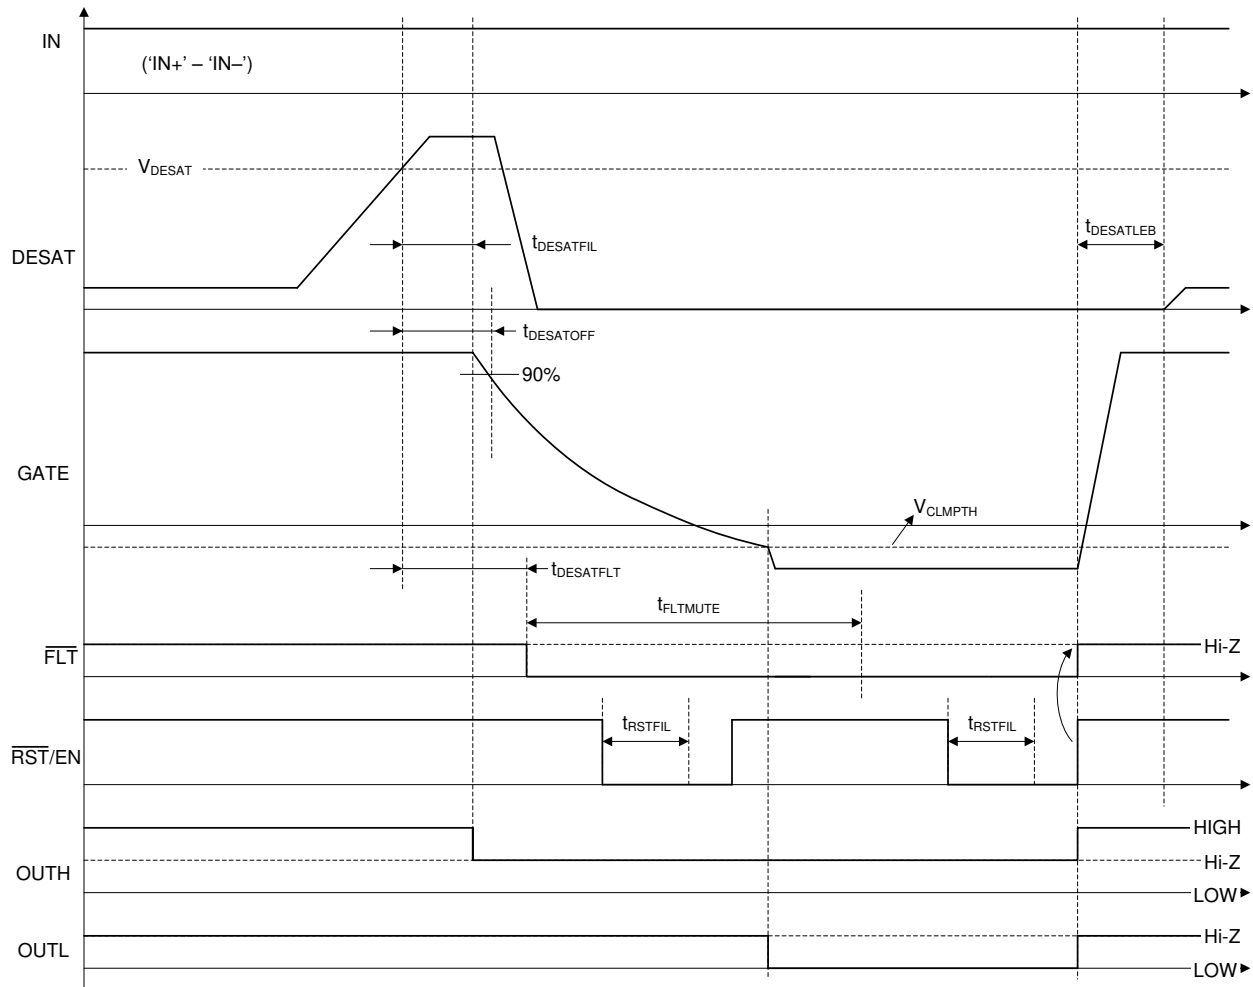 IN
('IN+' – 'IN–')
VDESAT
DESAT
tDESATFIL
tDESATLEB
tDESATOFF
90%
GATE
VCLMPTH
tDESATFLT
tFLTMUTE
FLT
Hi-Z
RST/EN
tRSTFIL
tRSTFIL
HIGH
OUTH
Hi-Z
LOW
OUTL
Hi-Z
LOW